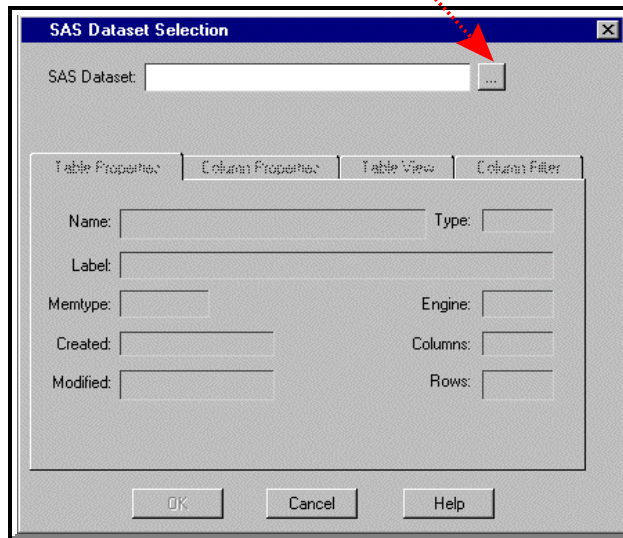 SAS Dataset Selection
SAS Dataset: ...
Table Properties Column Properties Table View Column Filter
Name: Type:
Label:
Memtype: Engine:
Created: Columns:
Modified: Rows:
OK Cancel Help